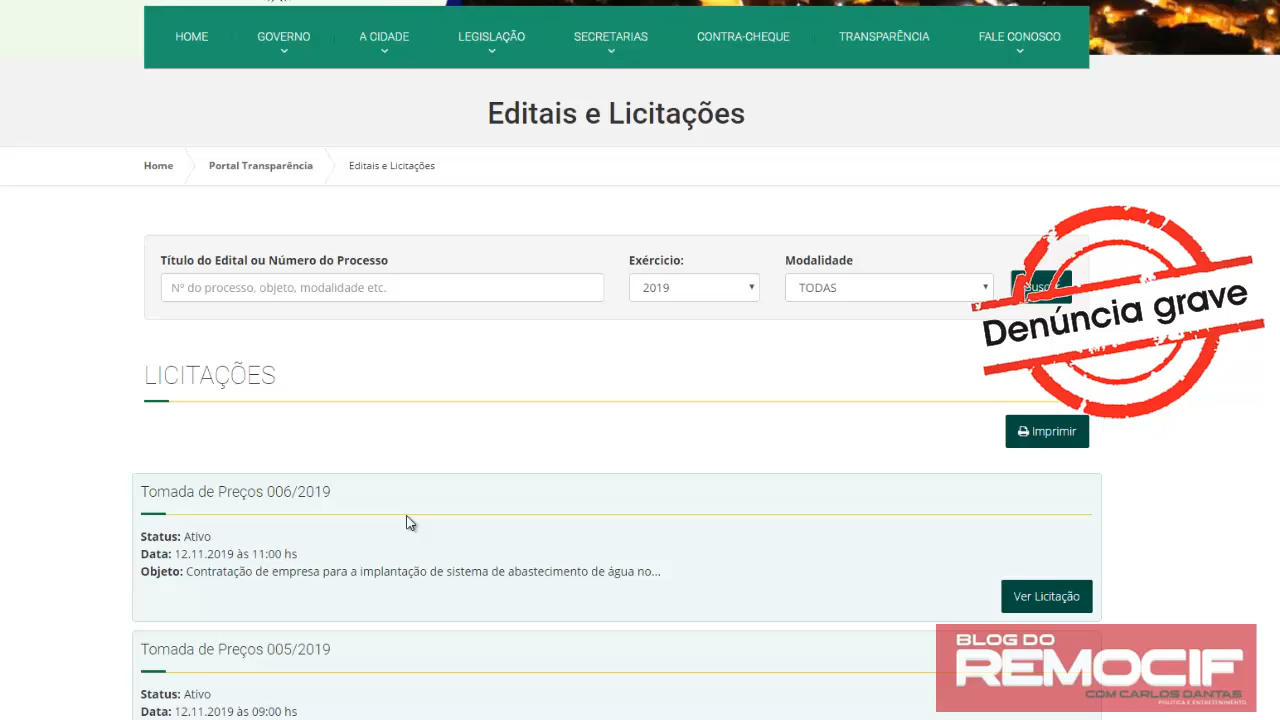 HOME GOVERNO A CIDADE LEGISLAÇÃO SECRETARIAS CONTRA-CHEQUE TRANSPARÊNCIA FALE CONOSCO
Editais e Licitações
Home Portal Transparência Editais e Licitações
Título do Edital ou Número do Processo Exércicio: Modalidade
Nº do processo, objeto, modalidade etc. 2019 TODAS
Denúncia grave
LICITAÇÕES
Imprimir
Tomada de Preços 006/2019
Status: Ativo
Data: 12.11.2019 às 11:00 hs
Objeto: Contratação de empresa para a implantação de sistema de abastecimento de água no...
Ver Licitação
Tomada de Preços 005/2019
Status: Ativo
Data: 12.11.2019 às 09:00 hs
BLOG DO
REMOCIF
COM CARLOS DANTAS
POLÍTICA E ENTRETENIMENTO